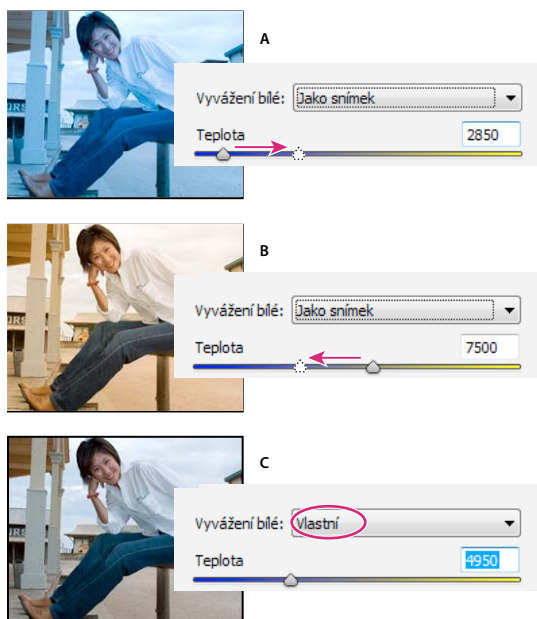 A
Vyvážení bílé: Jako snímek
Teplota 2850
B
Vyvážení bílé: Jako snímek
Teplota 7500
C
Vyvážení bílé: Vlastní
Teplota 4950